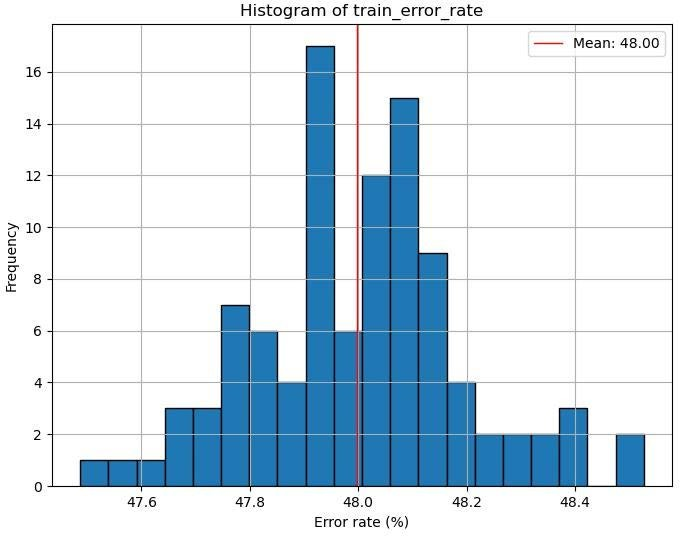 Histogram of train_error_rate
Mean: 48.00
16
14
12
10
8
6
4
2
0
Frequency
47.6 47.8 48.0 48.2 48.4
Error rate (%)